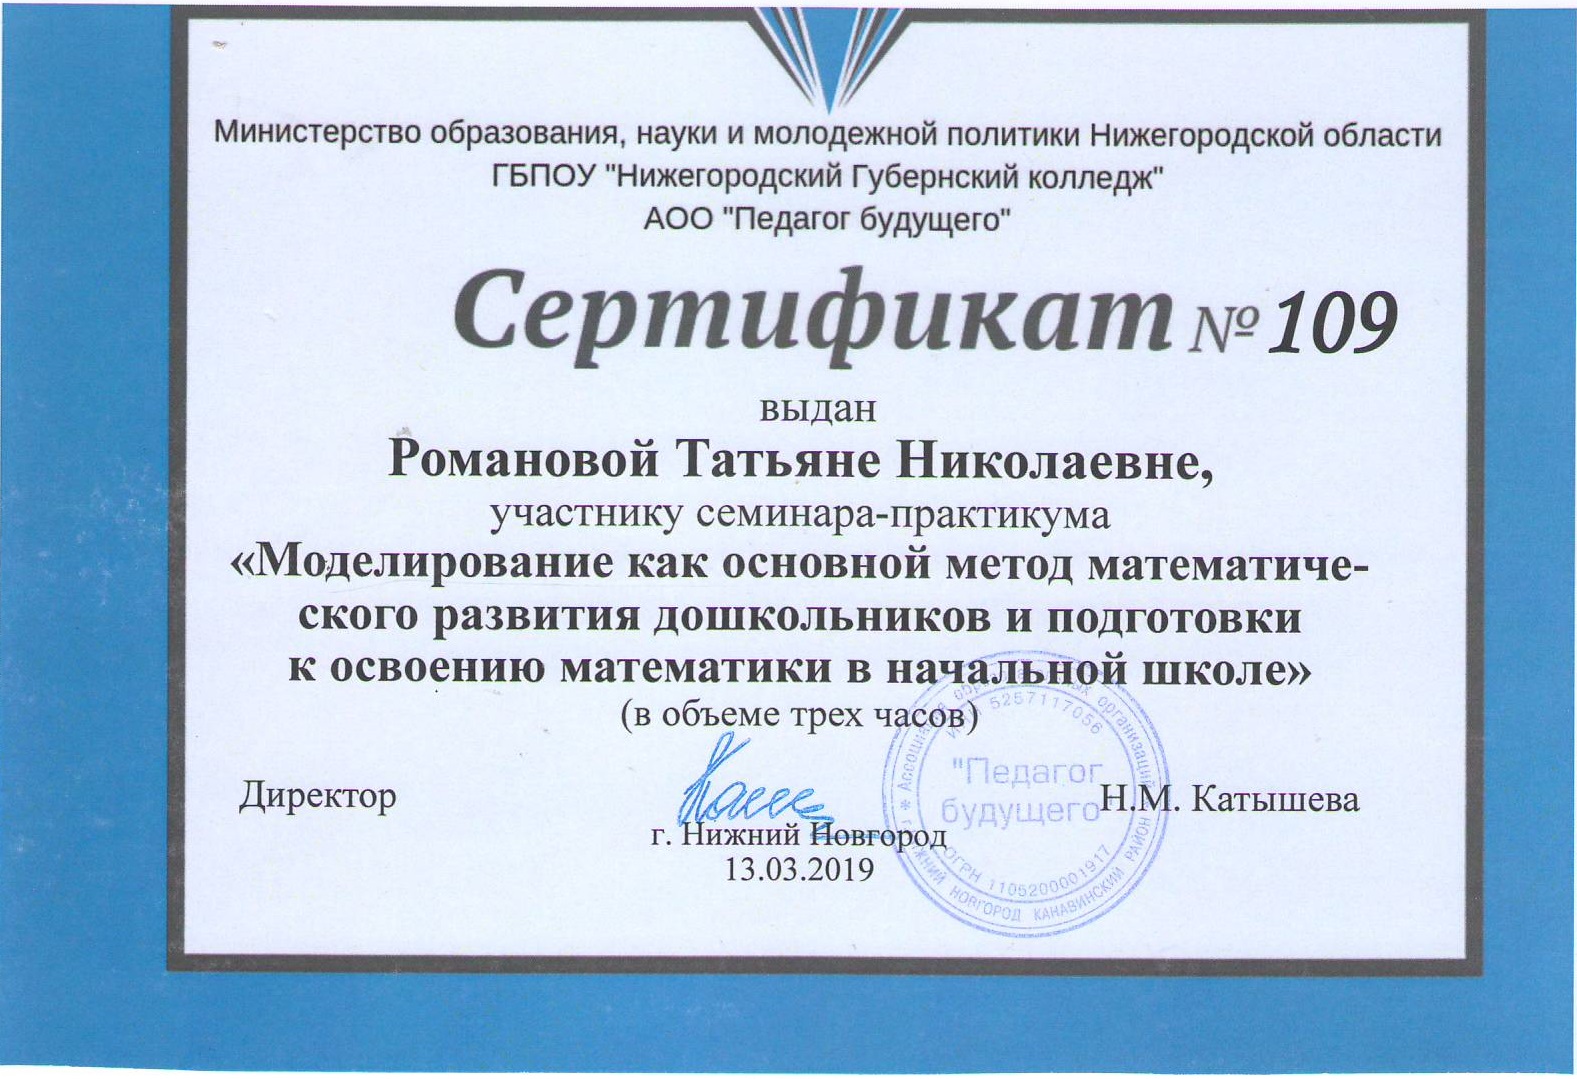 Министерство образования, науки и молодежной политики Нижегородской области
ГБПОУ "Нижегородский Губернский колледж"
АОО "Педагог будущего"
Сертификат № 109
выдан
Романовой Татьяне Николаевне,
участнику семинара-практикума
«Моделирование как основной метод математиче-
ского развития дошкольников и подготовки
к освоению математики в начальной школе»
(в объеме трех часов)
Директор
Н.М. Катышева
г. Нижний Новгород
13.03.2019
Ассоциация образовательных организаций
ИНН 5257117056
"Педагог
будущего"
ОГРН 1105200001917
НИЖНИЙ НОВГОРОД КАНАВИНСКИЙ РАЙОН